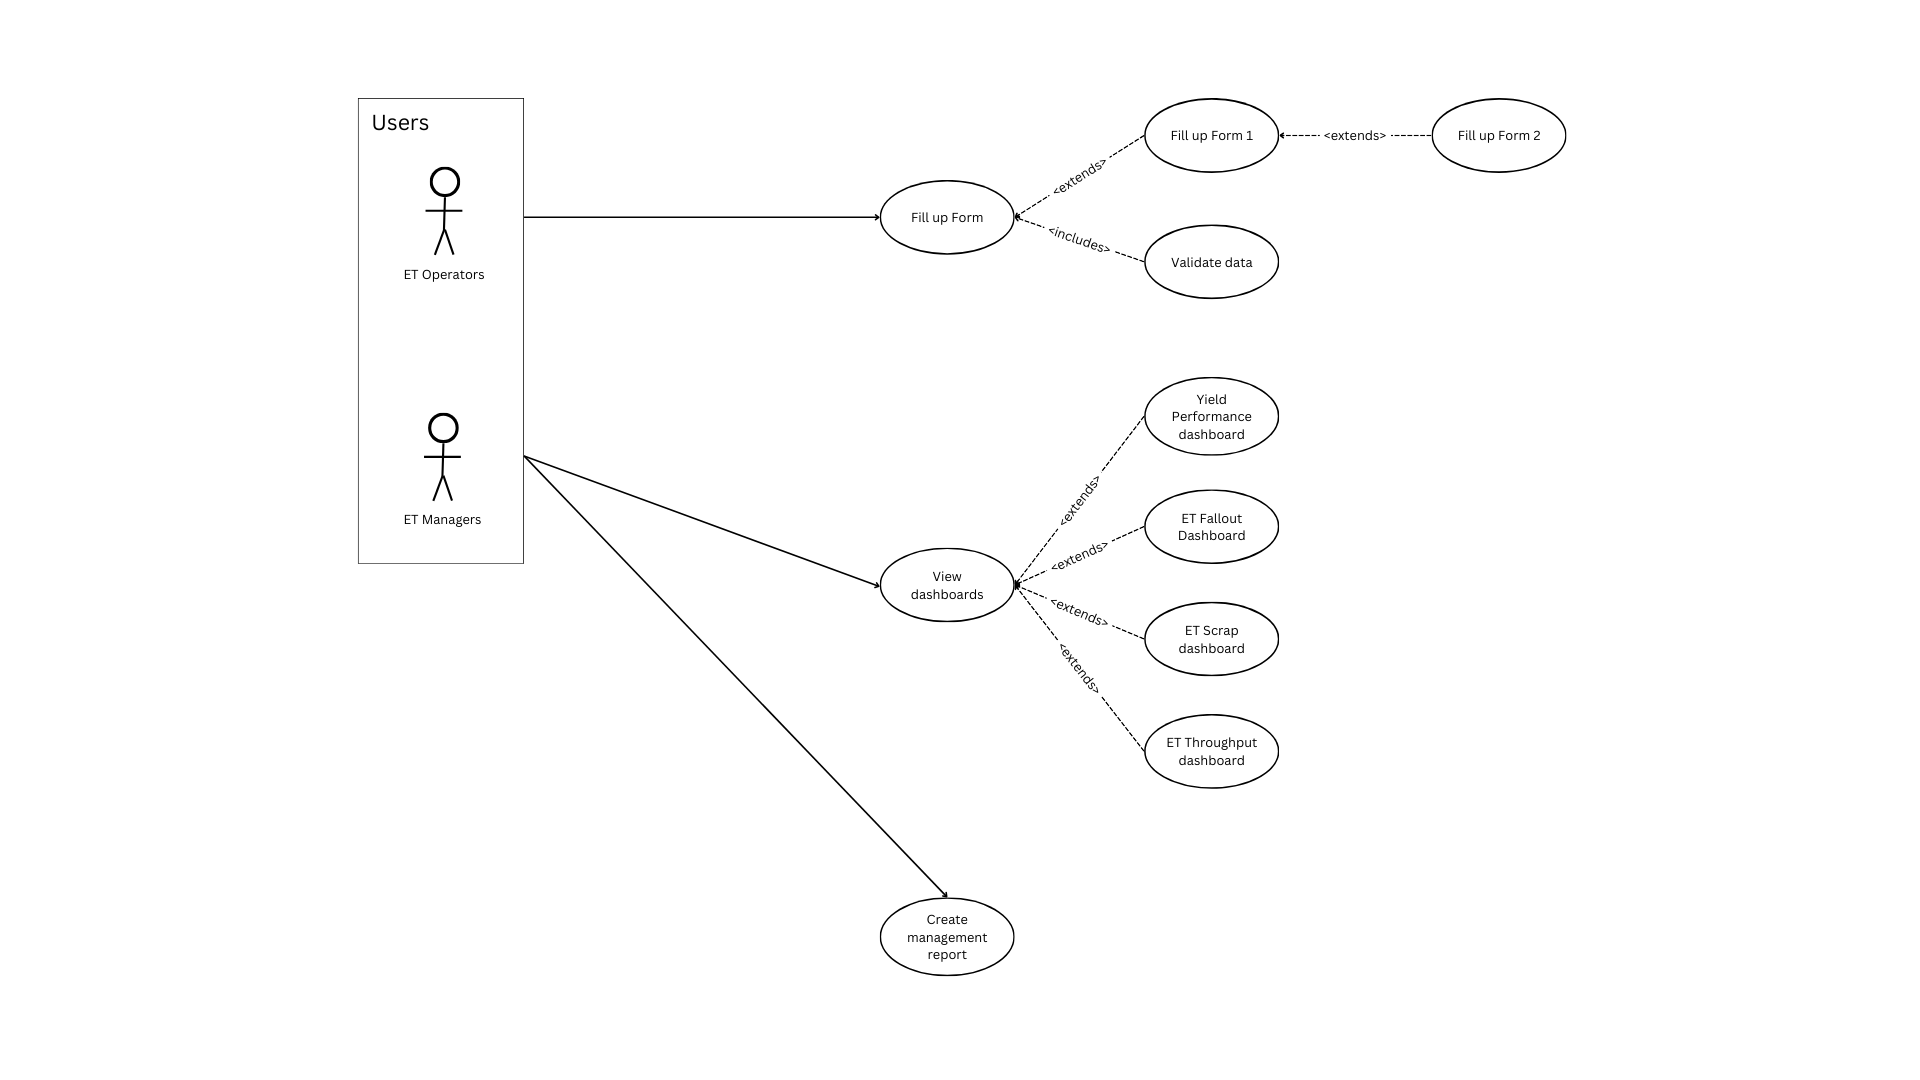 Users
ET Operators
ET Managers
Fill up Form
<extends>
<includes>
Fill up Form 1
<extends>
Fill up Form 2
Validate data
View
dashboards
<extends>
<extends>
<extends>
<extends>
Yield
Performance
dashboard
ET Fallout
Dashboard
ET Scrap
dashboard
ET Throughput
dashboard
Create
management
report